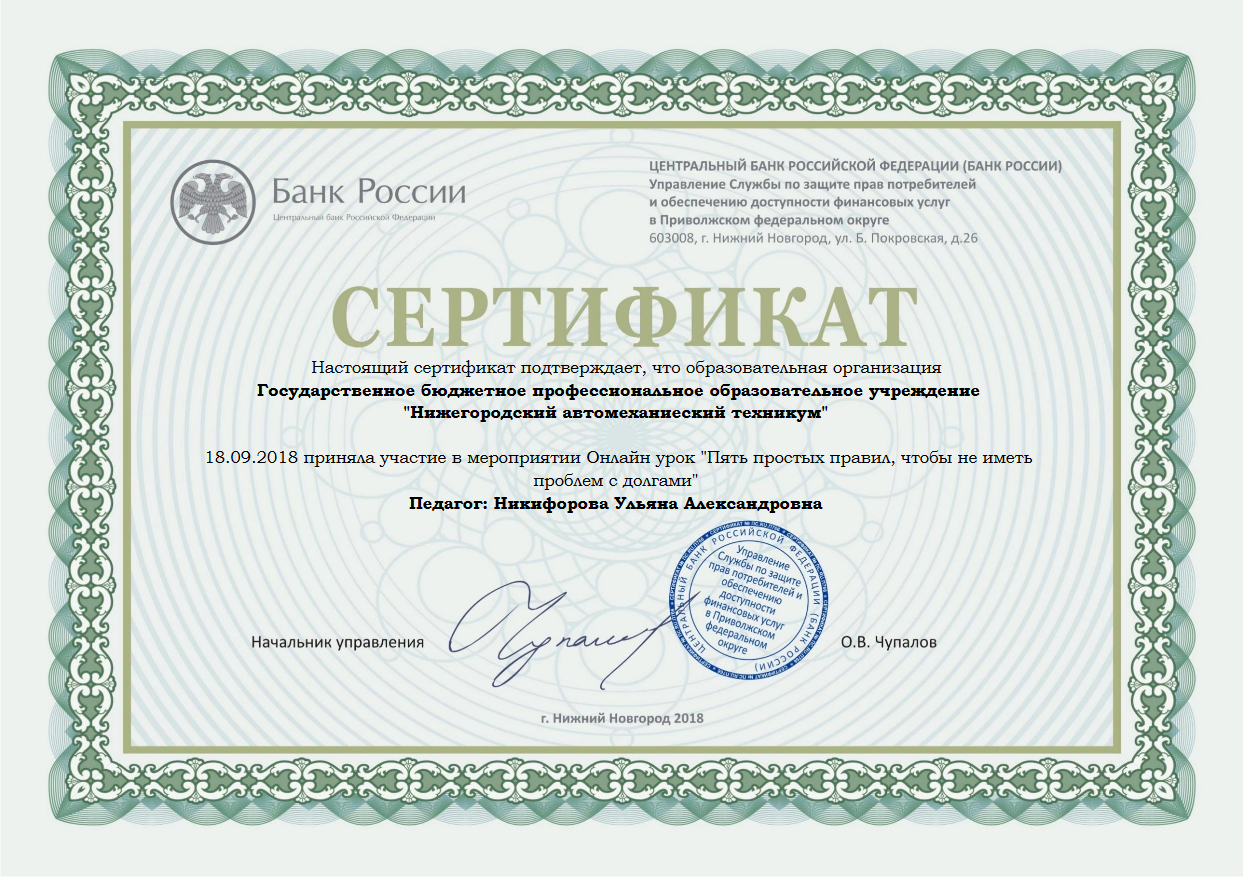 Банк России
Центральный банк Российской Федерации
ЦЕНТРАЛЬНЫЙ БАНК РОССИЙСКОЙ ФЕДЕРАЦИИ (БАНК РОССИИ)
Управление Службы по защите прав потребителей
и обеспечению доступности финансовых услуг
в Приволжском федеральном округе
603008, г. Нижний Новгород, ул. Б. Покровская, д.26
СЕРТИФИКАТ
Настоящий сертификат подтверждает, что образовательная организация
Государственное бюджетное профессиональное образовательное учреждение
"Нижегородский автомеханиеский техникум"
18.09.2018 приняла участие в мероприятии Онлайн урок "Пять простых правил, чтобы не иметь
проблем с долгами"
Педагог: Никифорова Ульяна Александровна
ЦЕНТРАЛЬНЫЙ БАНК РОССИЙСКОЙ ФЕДЕРАЦИИ (БАНК РОССИИ)
Управление
Службы по защите
прав потребителей и
обеспечению
доступности
финансовых услуг
в Приволжском
федеральном
округе
Начальник управления
О.В. Чупалов
г. Нижний Новгород 2018